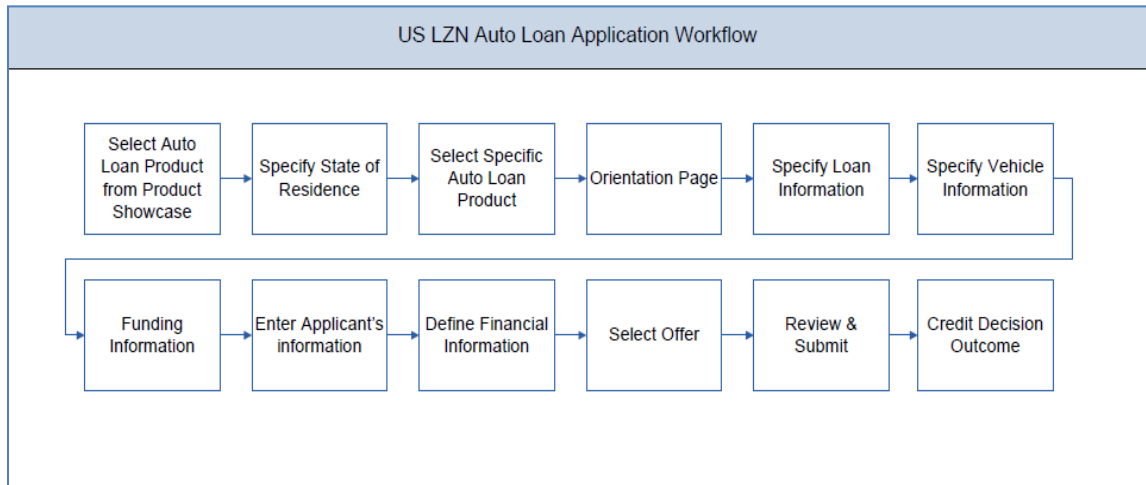 US LZN Auto Loan Application Workflow
Select Auto
Loan Product
from Product
Showcase
Specify State of
Residence
Select Specific
Auto Loan
Product
Orientation Page
Specify Loan
Information
Specify Vehicle
Information
Funding
Information
Enter Applicant's
information
Define Financial
Information
Select Offer
Review &
Submit
Credit Decision
Outcome